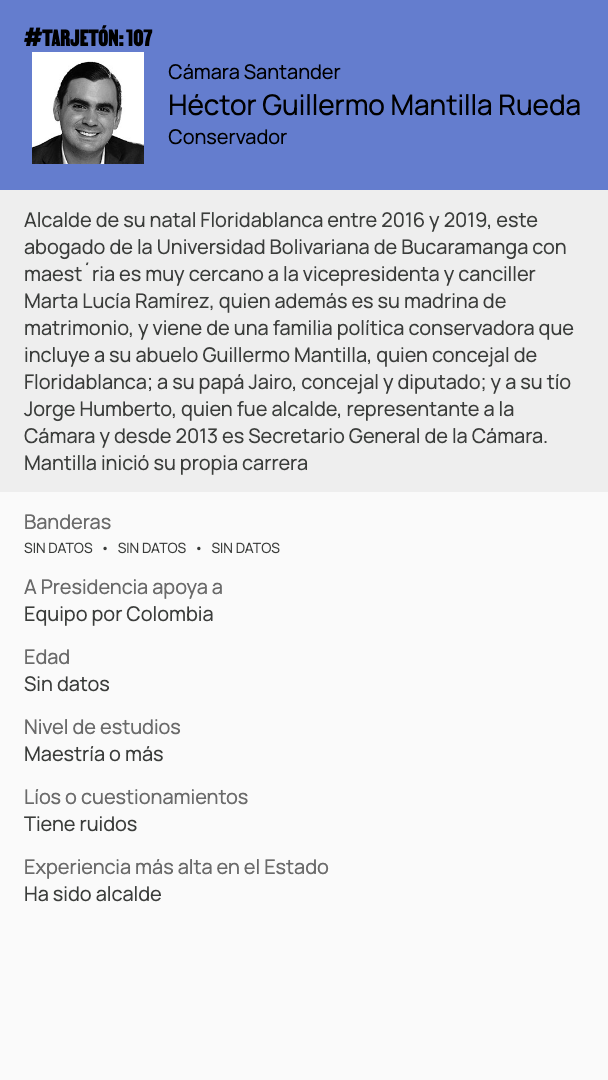 #TARJETÓN: 107
Cámara Santander
Héctor Guillermo Mantilla Rueda
Conservador
Alcalde de su natal Floridablanca entre 2016 y 2019, este
abogado de la Universidad Bolivariana de Bucaramanga con
maest´ria es muy cercano a la vicepresidenta y canciller
Marta Lucía Ramírez, quien además es su madrina de
matrimonio, y viene de una familia política conservadora que
incluye a su abuelo Guillermo Mantilla, quien concejal de
Floridablanca; a su papá Jairo, concejal y diputado; y a su tío
Jorge Humberto, quien fue alcalde, representante a la
Cámara y desde 2013 es Secretario General de la Cámara.
Mantilla inició su propia carrera
Banderas
SIN DATOS • SIN DATOS • SIN DATOS
A Presidencia apoya a
Equipo por Colombia
Edad
Sin datos
Nivel de estudios
Maestría o más
Líos o cuestionamientos
Tiene ruidos
Experiencia más alta en el Estado
Ha sido alcalde